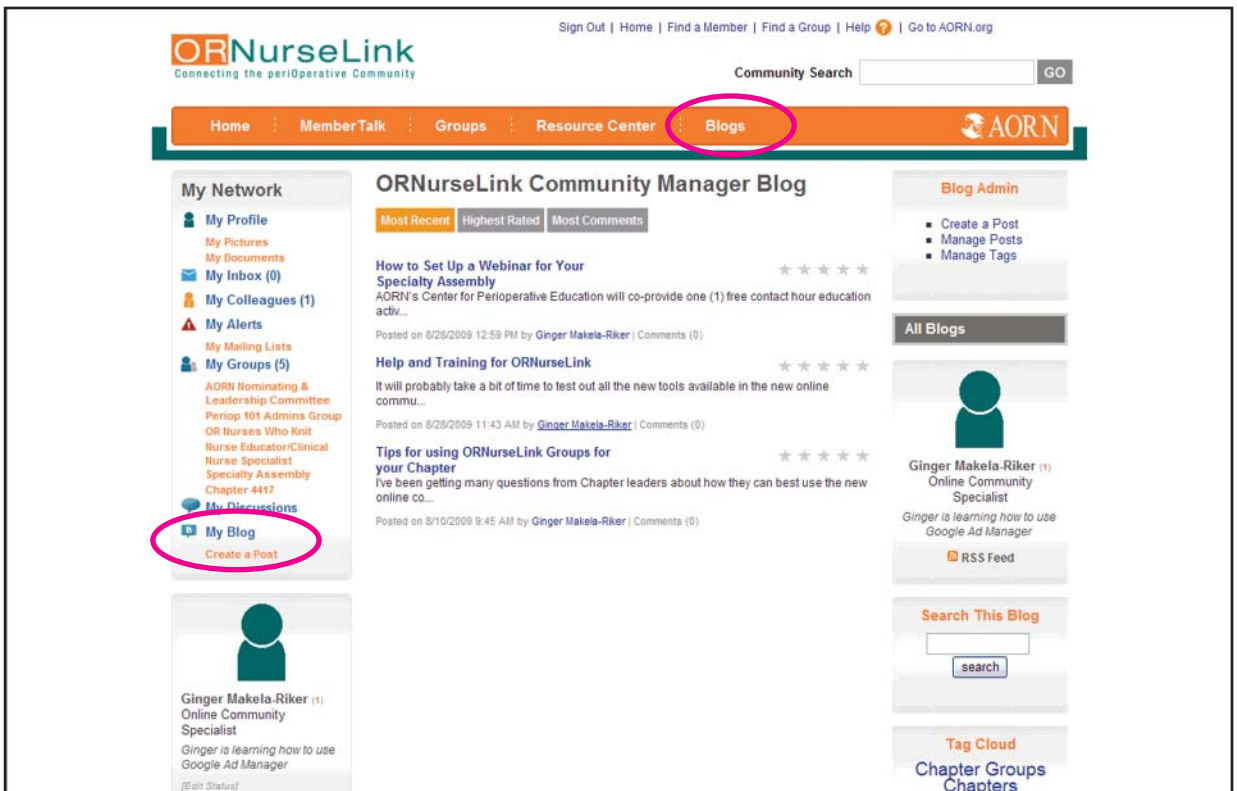 Sign Out | Home | Find a Member | Find a Group | Help ? | Go to AORN.org
ORNurseLink
Connecting the periOperative Community
Community Search
GO
Home
MemberTalk
Groups
Resource Center
Blogs
AORN
My Network
My Profile
My Pictures
My Documents
My Inbox (0)
My Colleagues (1)
My Alerts
My Mailing Lists
My Groups (5)
AORN Nominating &
Leadership Committee
Periop 101 Admins Group
OR Nurses Who Knit
Nurse Educator/Clinical
Nurse Specialist
Specialty Assembly
Chapter 4417
My Discussions
My Blog
Create a Post
Ginger Makela-Riker (1)
Online Community
Specialist
Ginger is learning how to use
Google Ad Manager
[Edit Status]
ORNurseLink Community Manager Blog
Most Recent
Highest Rated
Most Comments
How to Set Up a Webinar for Your
Specialty Assembly
AORN's Center for Perioperative Education will co-provide one (1) free contact hour education
activ...
Posted on 8/28/2009 12:59 PM by Ginger Makela-Riker | Comments (0)
Help and Training for ORNurseLink
It will probably take a bit of time to test out all the new tools available in the new online
commu...
Posted on 8/28/2009 11:43 AM by Ginger Makela-Riker | Comments (0)
Tips for using ORNurseLink Groups for
your Chapter
I've been getting many questions from Chapter leaders about how they can best use the new
online co...
Posted on 8/10/2009 9:45 AM by Ginger Makela-Riker | Comments (0)
Blog Admin
Create a Post
Manage Posts
Manage Tags
All Blogs
Ginger Makela-Riker (1)
Online Community
Specialist
Ginger is learning how to use
Google Ad Manager
RSS Feed
Search This Blog
search
Tag Cloud
Chapter Groups
Chapters